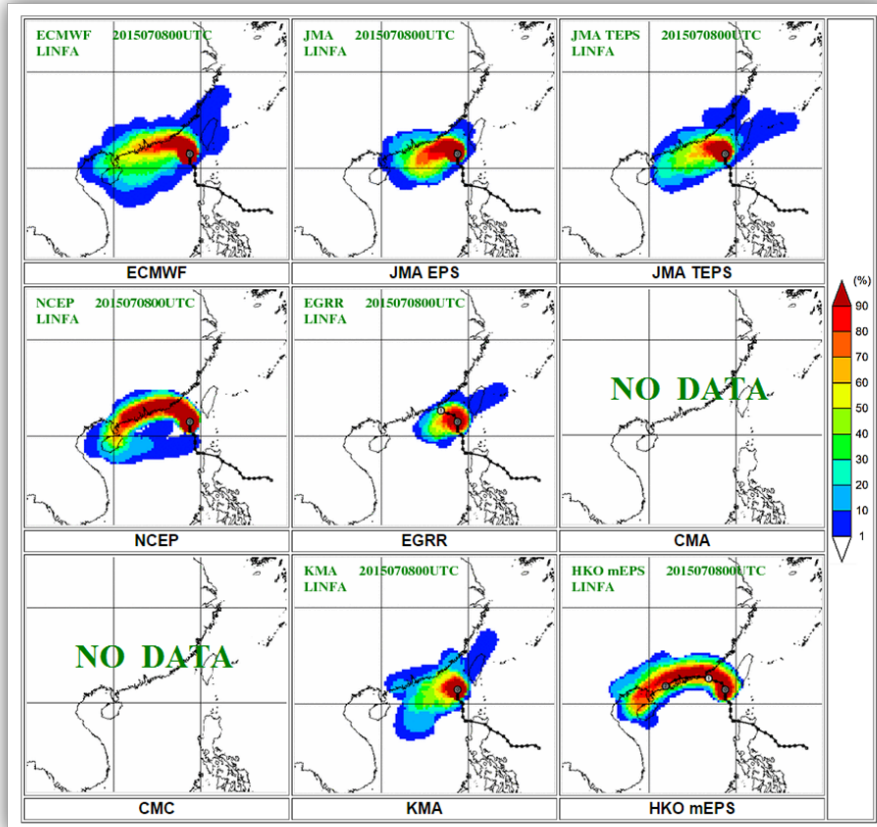 ECMWF 2015070800UTC
LINFA
JMA 2015070800UTC
LINFA
JMA TEPS 2015070800UTC
LINFA
ECMWF
JMA EPS
JMA TEPS
NCEP 2015070800UTC
LINFA
EGRR 2015070800UTC
LINFA
NO DATA
NCEP
EGRR
CMA
NO DATA
KMA 2015070800UTC
LINFA
HKO mEPS 2015070800UTC
LINFA
CMC
KMA
HKO mEPS
(%)
90
80
70
60
50
40
30
20
10
1